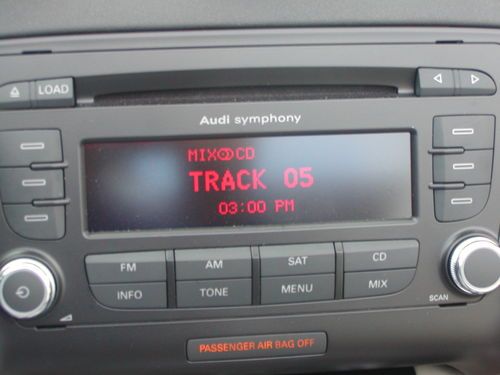 LOAD
Audi symphony
MIX CD
TRACK 05
03:00 PM
FM AM SAT CD
INFO TONE MENU MIX
SCAN
PASSENGER AIR BAG OFF